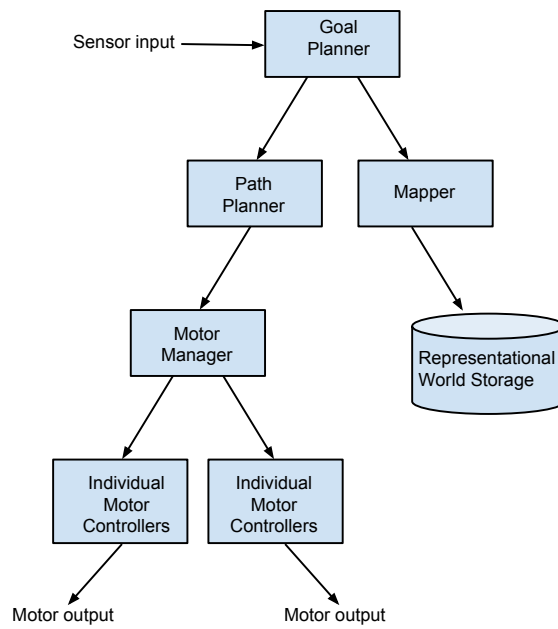 Sensor input
Goal
Planner
Path
Planner
Mapper
Motor
Manager
Representational
World Storage
Individual
Motor
Controllers
Individual
Motor
Controllers
Motor output
Motor output